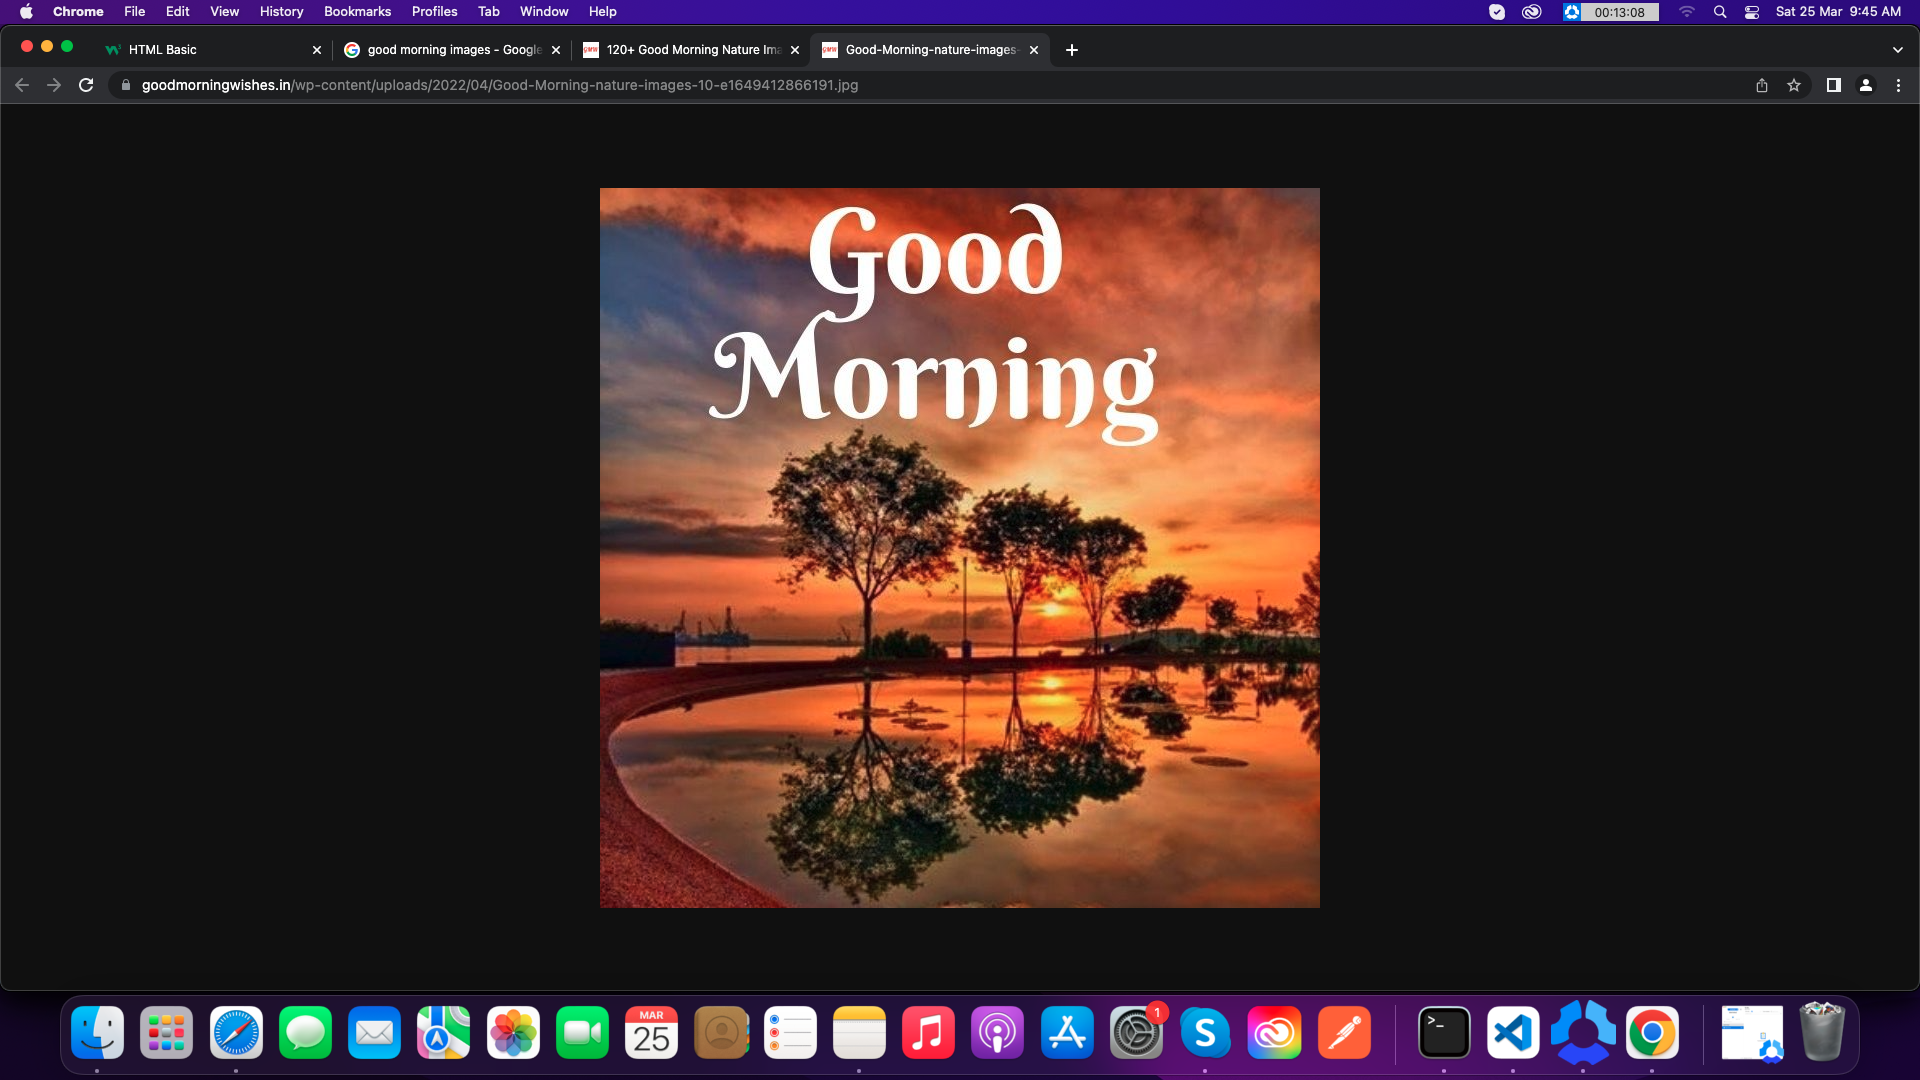 Chrome File Edit View History Bookmarks Profiles Tab Window Help
00:13:08
Sat 25 Mar 9:45 AM
HTML Basic
good morning images - Google
120+ Good Morning Nature Ima
Good-Morning-nature-images-
goodmorningwishes.in/wp-content/uploads/2022/04/Good-Morning-nature-images-10-e1649412866191.jpg
Good
Morning
MAR
25
1